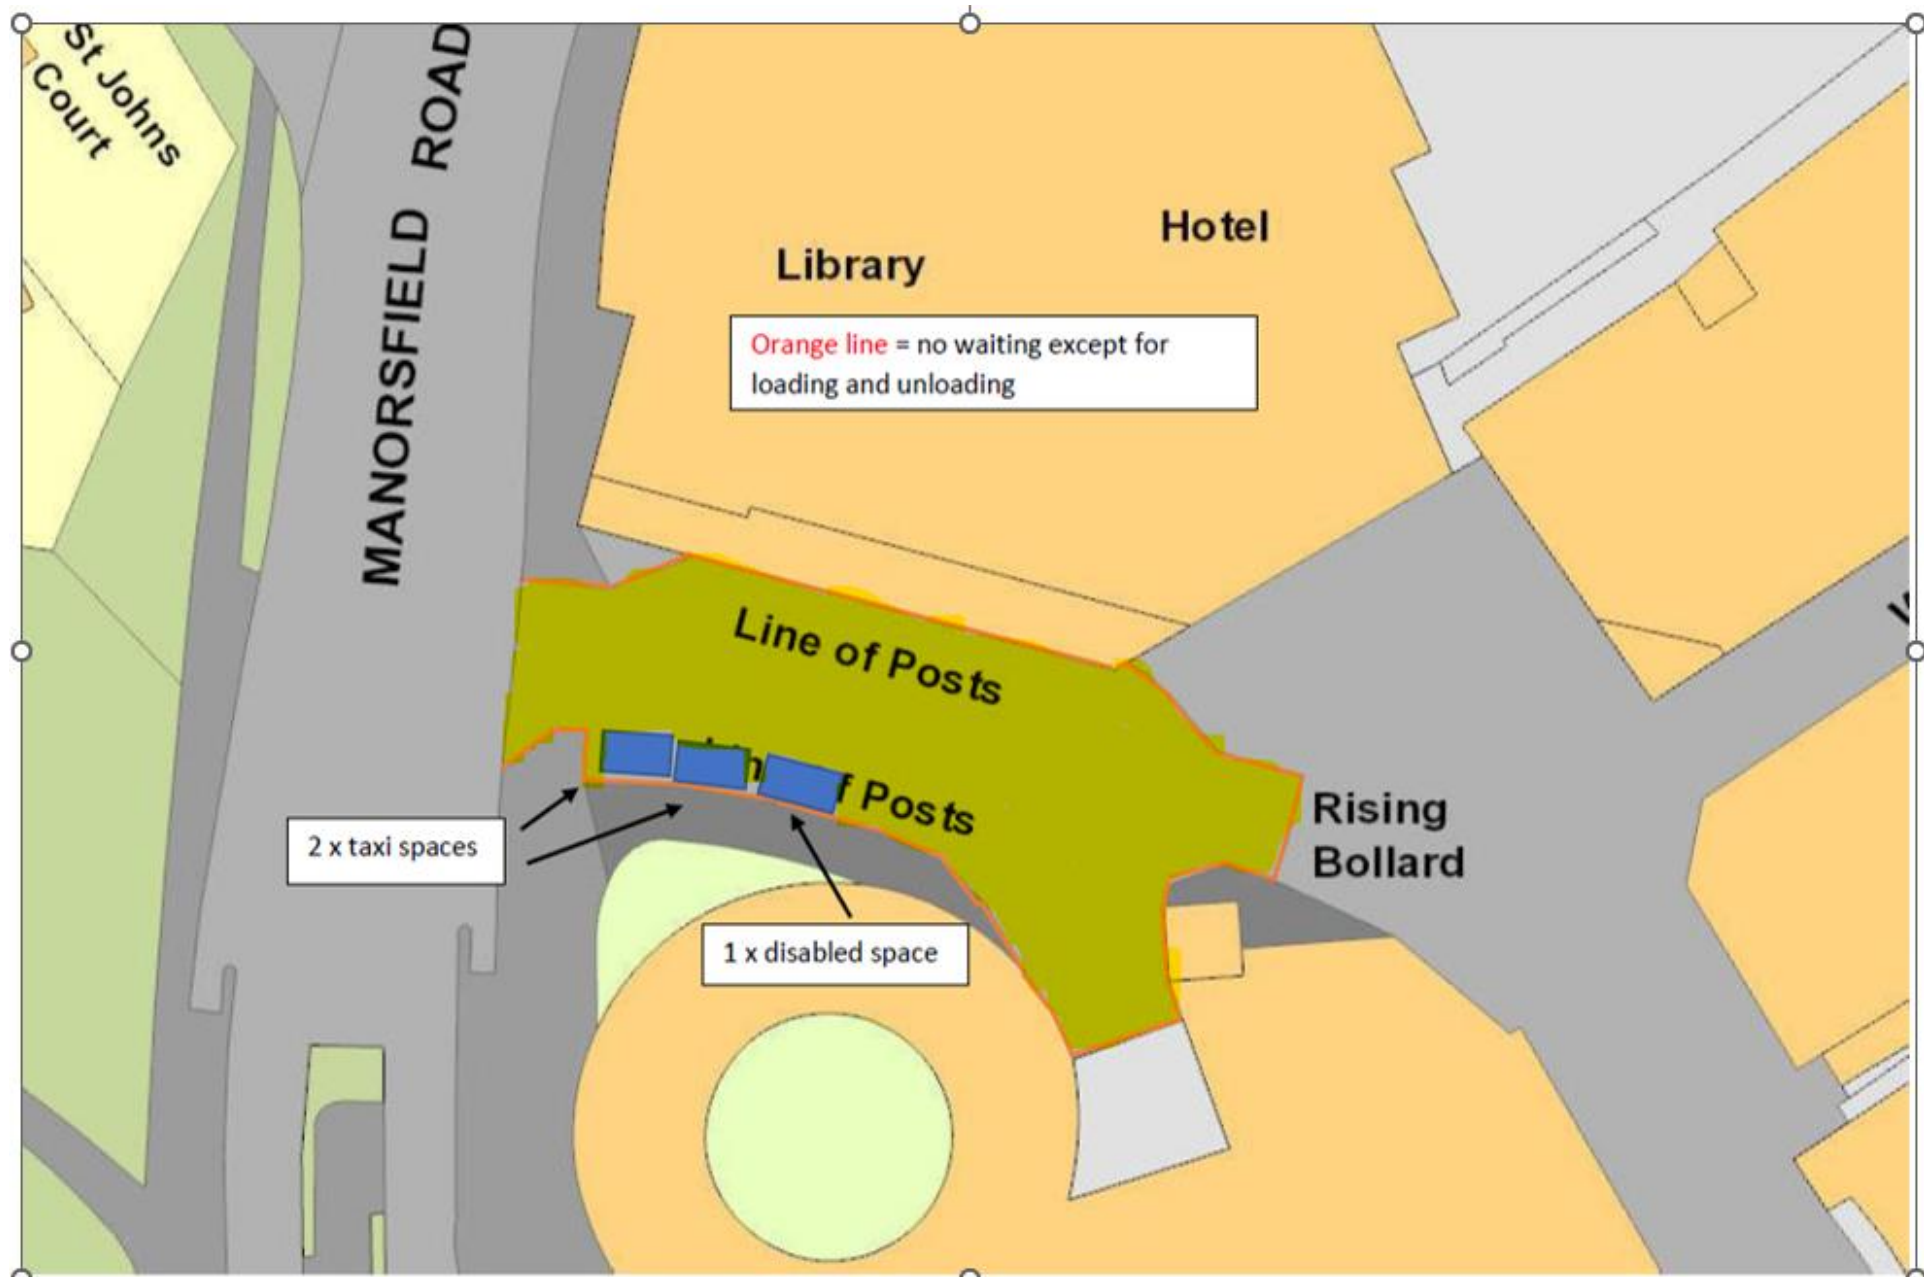 St Johns
Court
MANORSFIELD ROAD
Hotel
Library
Orange line = no waiting except for
loading and unloading
Line of Posts
f Posts
Rising
Bollard
2 x taxi spaces
1 x disabled space